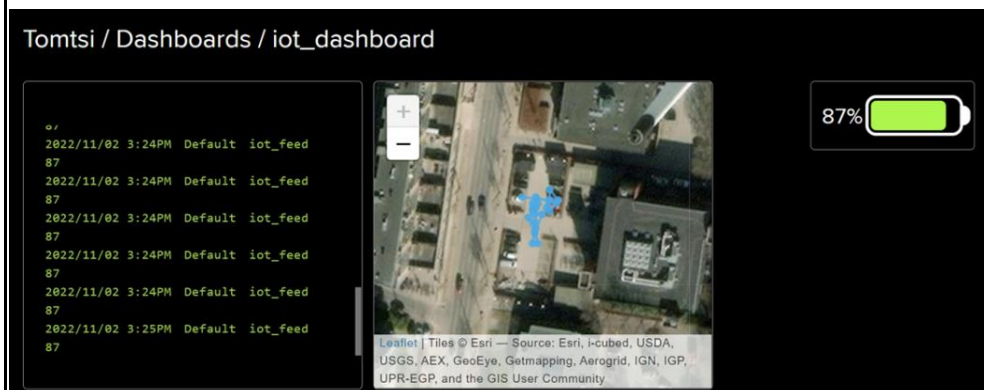 Tomtsi / Dashboards / iot_dashboard
2022/11/02 3:24PM Default iot_feed
87
2022/11/02 3:24PM Default iot_feed
87
2022/11/02 3:24PM Default iot_feed
87
2022/11/02 3:24PM Default iot_feed
87
2022/11/02 3:24PM Default iot_feed
87
2022/11/02 3:25PM Default iot_feed
87
+
−
Leaflet | Tiles © Esri — Source: Esri, i-cubed, USDA,
USGS, AEX, GeoEye, Getmapping, Aerogrid, IGN, IGP,
UPR-EGP, and the GIS User Community
87%